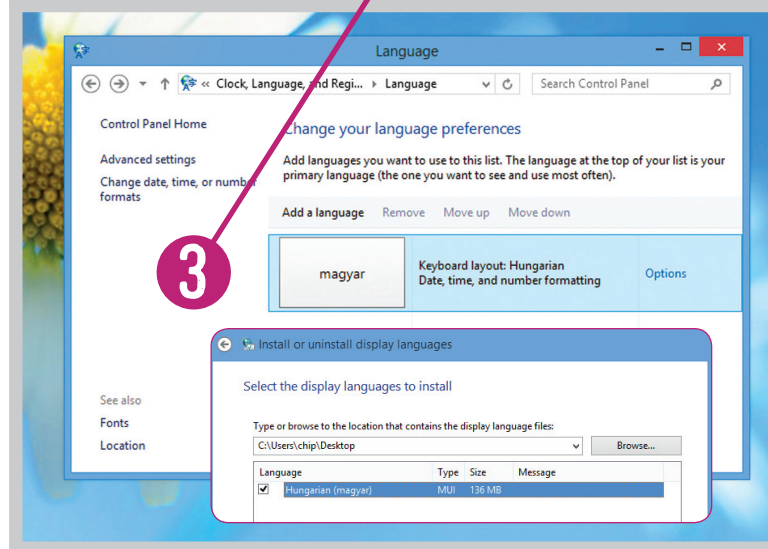 Language
« Clock, Language, and Regi... ▸ Language
Search Control Panel
Control Panel Home
Advanced settings
Change date, time, or number
formats
See also
Fonts
Location
Change your language preferences
Add languages you want to use to this list. The language at the top of your list is your
primary language (the one you want to see and use most often).
Add a language Remove Move up Move down
magyar
Keyboard layout: Hungarian
Date, time, and number formatting
Options
3
Install or uninstall display languages
Select the display languages to install
Type or browse to the location that contains the display language files:
C:\Users\chip\Desktop
Browse...
Language Type Size Message
Hungarian (magyar) MUI 136 MB